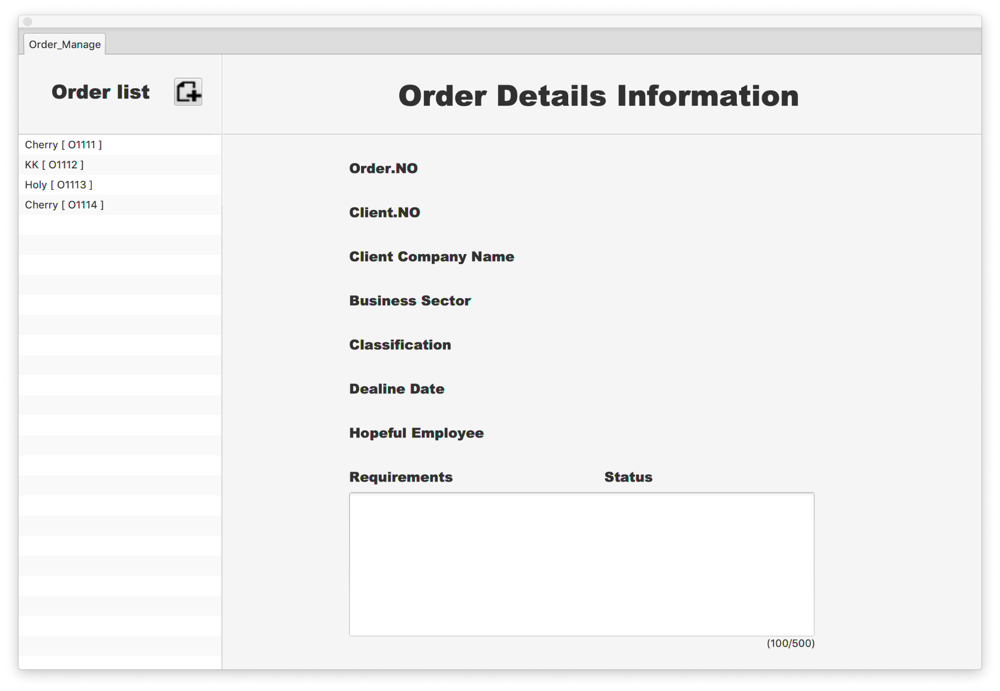 Order_Manage
Order list
Order Details Information
Cherry [ O1111 ]
KK [ O1112 ]
Holy [ O1113 ]
Cherry [ O1114 ]
Order.NO
Client.NO
Client Company Name
Business Sector
Classification
Dealine Date
Hopeful Employee
Requirements Status
(100/500)